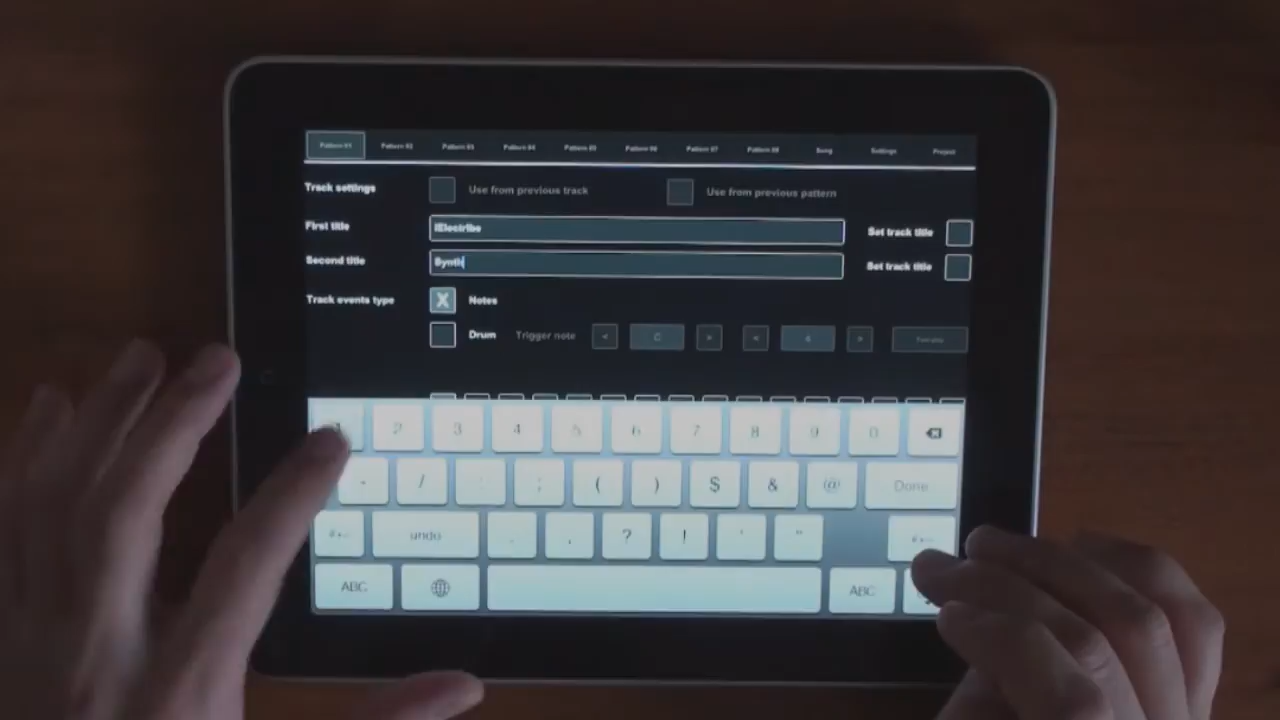 Pattern 01 Pattern 02 Pattern 03 Pattern 04 Pattern 05 Pattern 06 Pattern 07 Pattern 08 Song Settings Project
Track settings Use from previous track Use from previous pattern
First title iElectribe Set track title
Second title Synth Set track title
Track events type X Notes
Drum Trigger note < C > < 4 >
1 2 3 4 5 6 7 8 9 0
- / : ; ( ) $ & @ Done
#+= undo . , ? ! ' " #+=
ABC ABC